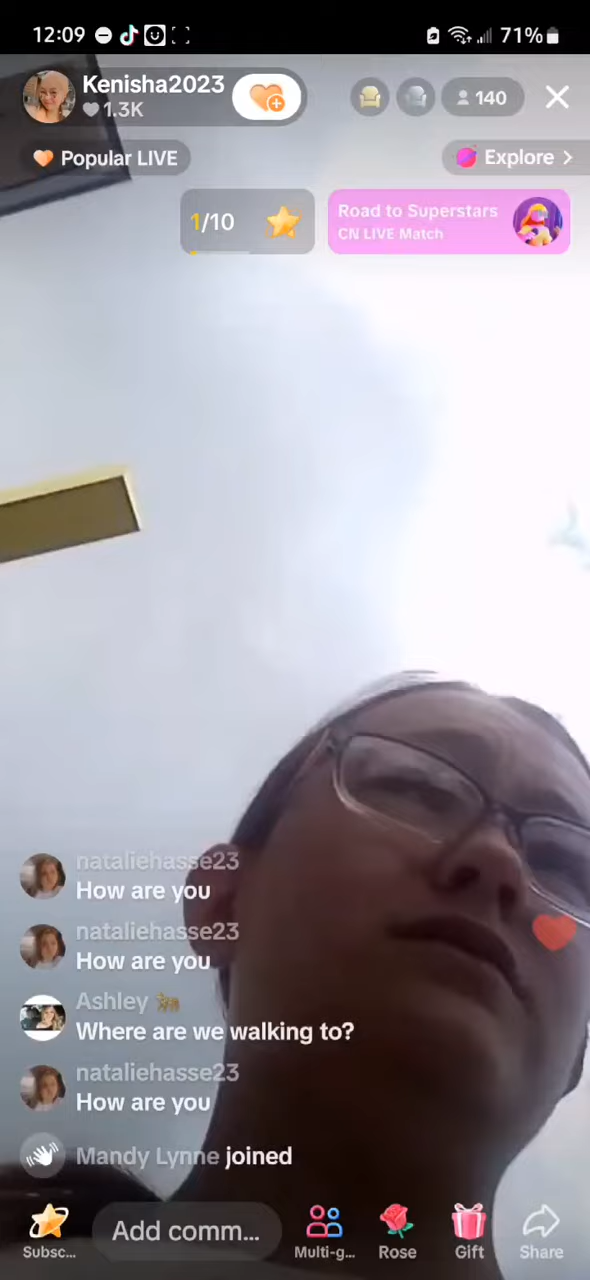 12:09
71%
Kenisha2023
1.3K
140
Popular LIVE
Explore >
1/10
Road to Superstars
CN LIVE Match
nataliehasse23
How are you
nataliehasse23
How are you
Ashley
Where are we walking to?
nataliehasse23
How are you
Mandy Lynne joined
Subsc...
Add comm...
Multi-g...
Rose
Gift
Share